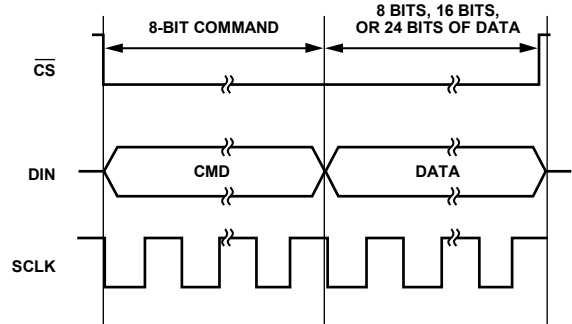 8-BIT COMMAND
8 BITS, 16 BITS,
OR 24 BITS OF DATA
CS
DIN
CMD
DATA
SCLK